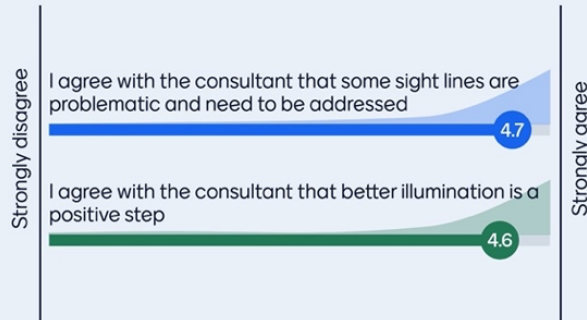 Strongly disagree
I agree with the consultant that some sight lines are
problematic and need to be addressed
4.7
I agree with the consultant that better illumination is a
positive step
4.6
Strongly agree